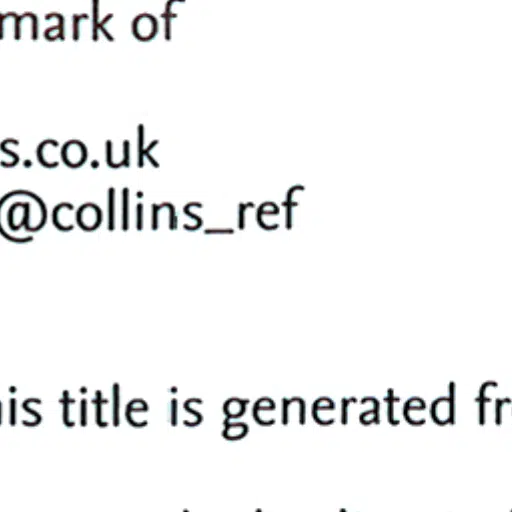 mark of
s.co.uk
@collins_ref
his title is generated fr